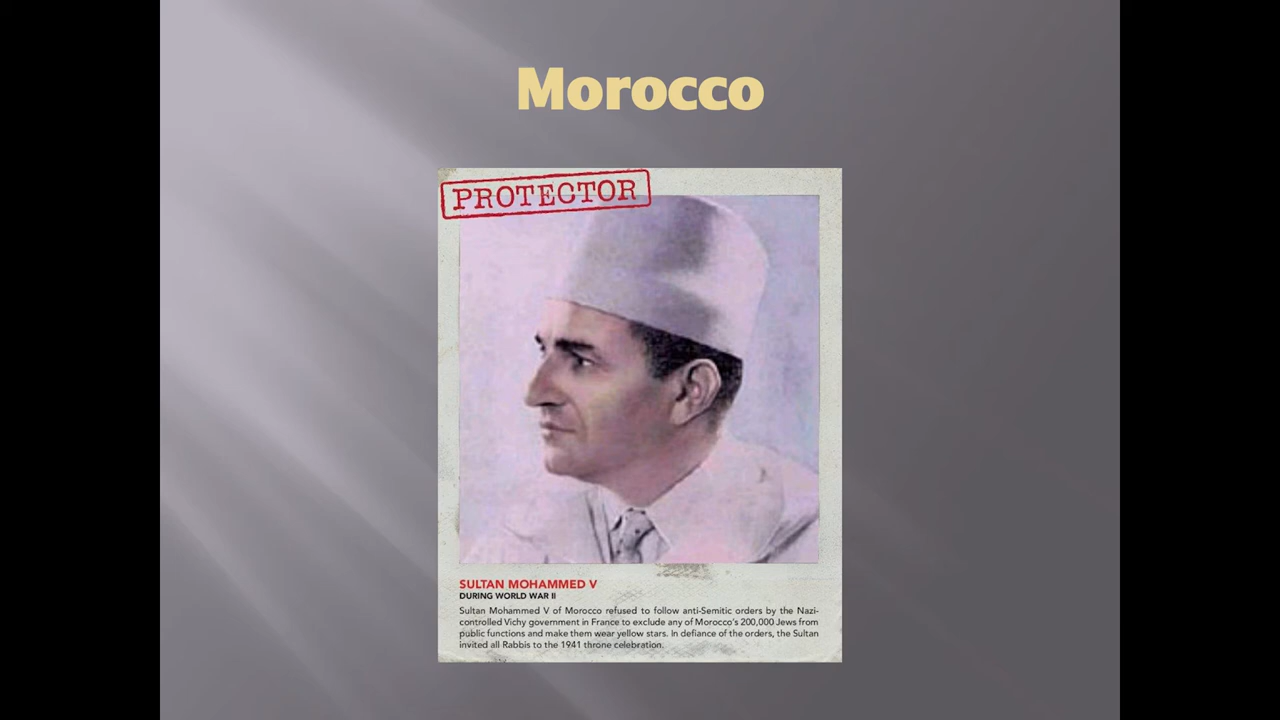 Morocco
PROTECTOR
SULTAN MOHAMMED V
DURING WORLD WAR II
Sultan Mohammed V of Morocco refused to follow anti-Semitic orders by the Nazi-
controlled Vichy government in France to exclude any of Morocco's 200,000 Jews from
public functions and make them wear yellow stars. In defiance of the orders, the Sultan
invited all Rabbis to the 1941 throne celebration.